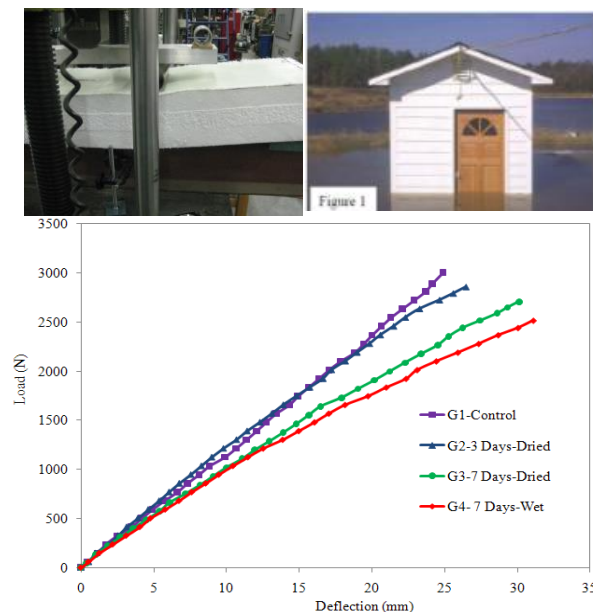 Figure 1
3500
3000
2500
2000
1500
1000
500
0
Load (N)
G1-Control
G2-3 Days-Dried
G3-7 Days-Dried
G4- 7 Days-Wet
0 5 10 15 20 25 30 35
Deflection (mm)